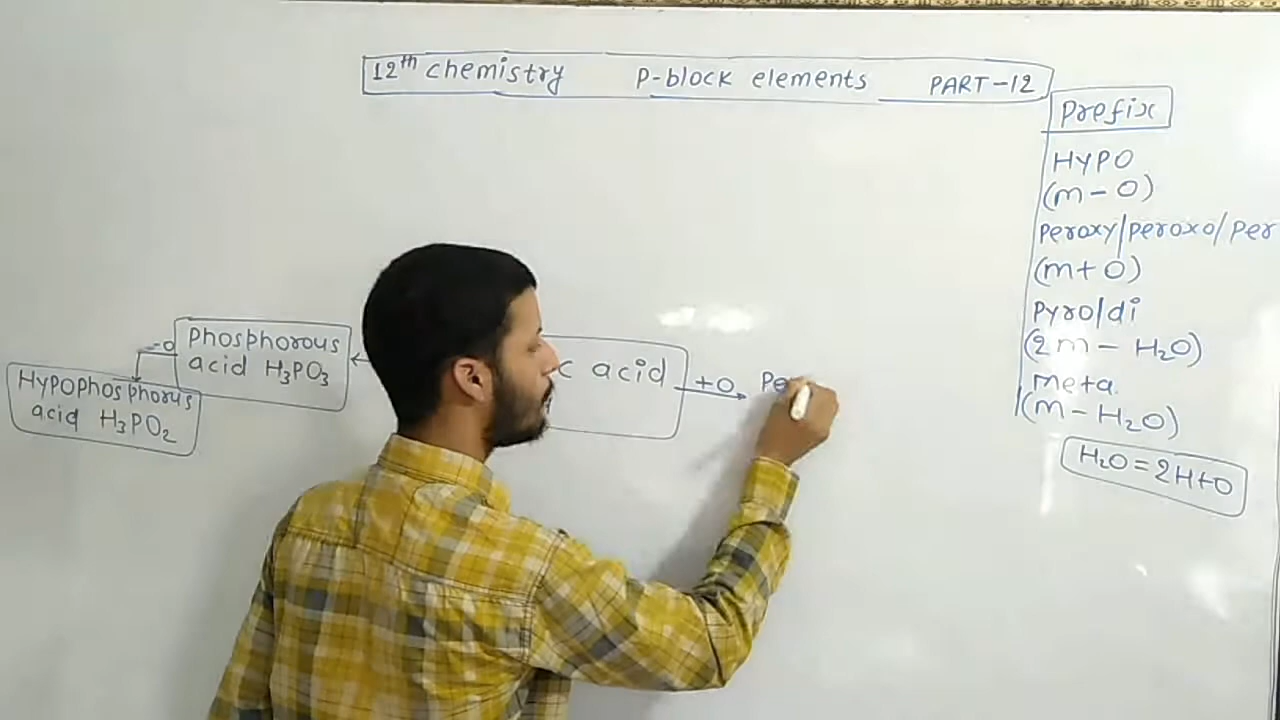 12th chemistry P-block elements PART-12
Prefix
HYPO
(m - O)
Peroxy/peroxo/per
(m + O)
Pyro/di
(2m - H₂O)
meta
(m - H₂O)
H₂O = 2H+O
Phosphorous
acid H₃PO₃
-O
Hypophosphorus
acid H₃PO₂
acid
+O